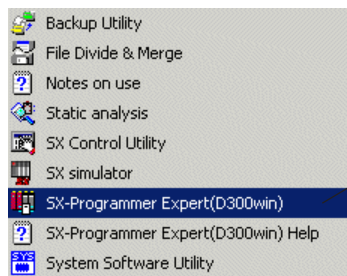 Backup Utility
File Divide & Merge
Notes on use
Static analysis
SX Control Utility
SX simulator
SX-Programmer Expert(D300win)
SX-Programmer Expert(D300win) Help
SYS System Software Utility